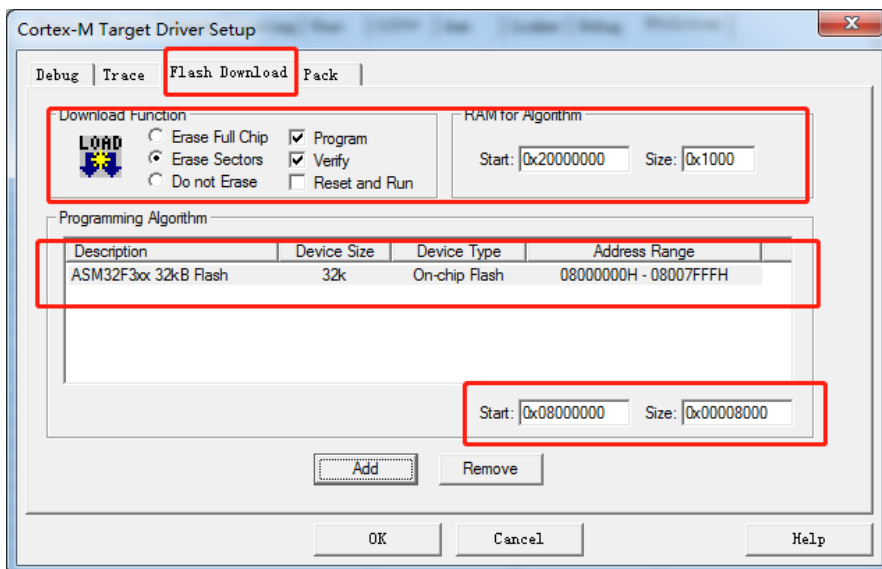 Cortex-M Target Driver Setup
Debug Trace Flash Download Pack
Download Function
LOAD
Erase Full Chip Program
Erase Sectors Verify
Do not Erase Reset and Run
RAM for Algorithm
Start: 0x20000000 Size: 0x1000
Programming Algorithm
Description Device Size Device Type Address Range
ASM32F3xx 32kB Flash 32k On-chip Flash 08000000H - 08007FFFH
Start: 0x08000000 Size: 0x00008000
Add Remove
OK Cancel Help